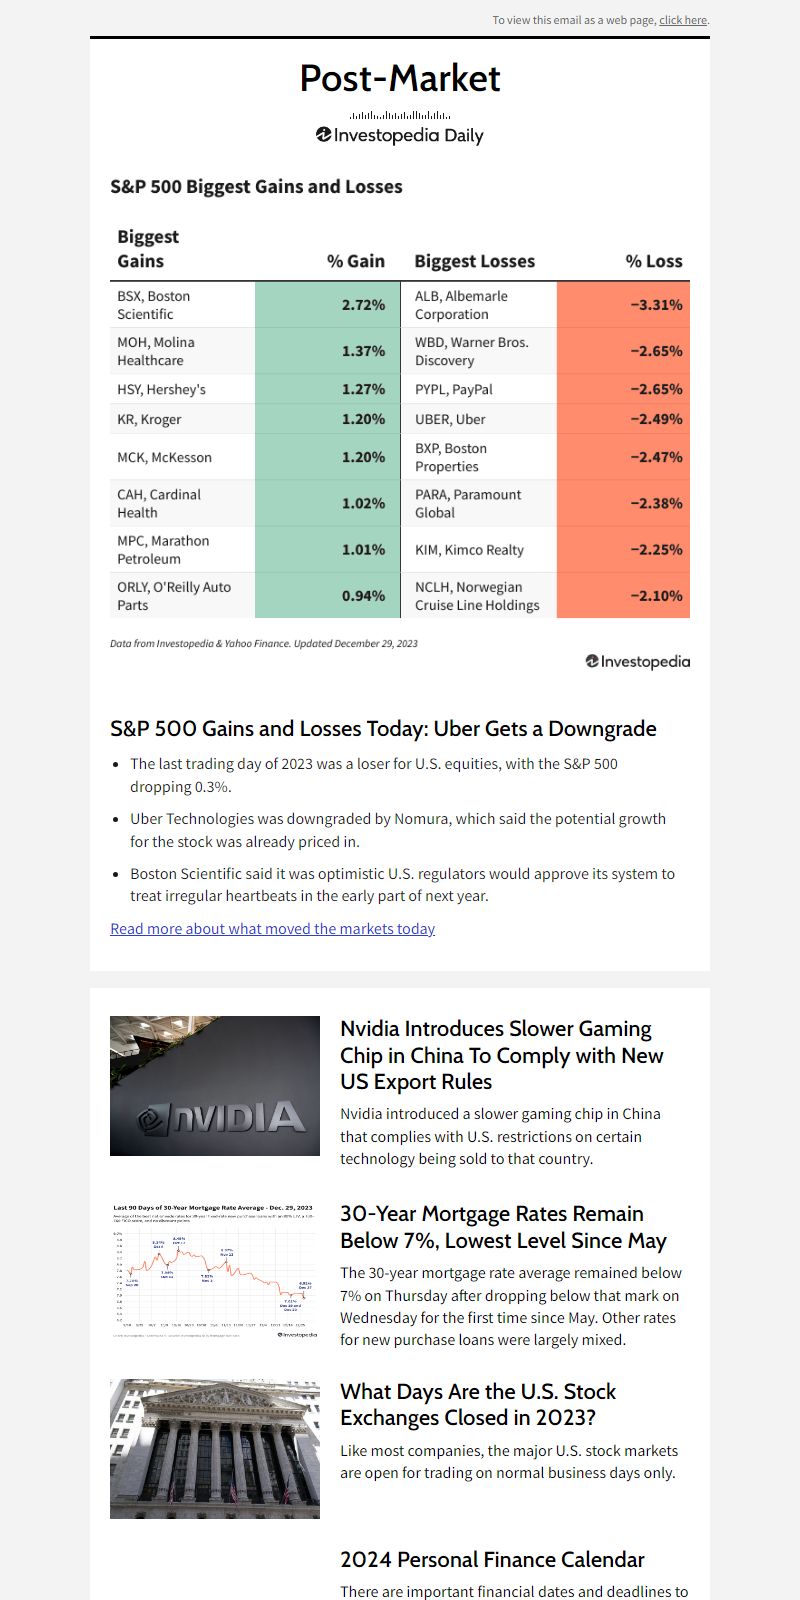 To view this email as a web page, click here.
Post-Market
Investopedia Daily
S&P 500 Biggest Gains and Losses
Biggest Gains % Gain Biggest Losses % Loss
BSX, Boston Scientific 2.72% ALB, Albemarle Corporation −3.31%
MOH, Molina Healthcare 1.37% WBD, Warner Bros. Discovery −2.65%
HSY, Hershey's 1.27% PYPL, PayPal −2.65%
KR, Kroger 1.20% UBER, Uber −2.49%
MCK, McKesson 1.20% BXP, Boston Properties −2.47%
CAH, Cardinal Health 1.02% PARA, Paramount Global −2.38%
MPC, Marathon Petroleum 1.01% KIM, Kimco Realty −2.25%
ORLY, O'Reilly Auto Parts 0.94% NCLH, Norwegian Cruise Line Holdings −2.10%
Data from Investopedia & Yahoo Finance. Updated December 29, 2023
Investopedia
S&P 500 Gains and Losses Today: Uber Gets a Downgrade
• The last trading day of 2023 was a loser for U.S. equities, with the S&P 500
dropping 0.3%.
• Uber Technologies was downgraded by Nomura, which said the potential growth
for the stock was already priced in.
• Boston Scientific said it was optimistic U.S. regulators would approve its system to
treat irregular heartbeats in the early part of next year.
Read more about what moved the markets today
nVIDIA
Nvidia Introduces Slower Gaming
Chip in China To Comply with New
US Export Rules
Nvidia introduced a slower gaming chip in China
that complies with U.S. restrictions on certain
technology being sold to that country.
Last 90 Days of 30-Year Mortgage Rate Average - Dec. 29, 2023
Investopedia
30-Year Mortgage Rates Remain
Below 7%, Lowest Level Since May
The 30-year mortgage rate average remained below
7% on Thursday after dropping below that mark on
Wednesday for the first time since May. Other rates
for new purchase loans were largely mixed.
What Days Are the U.S. Stock
Exchanges Closed in 2023?
Like most companies, the major U.S. stock markets
are open for trading on normal business days only.
2024 Personal Finance Calendar
There are important financial dates and deadlines to